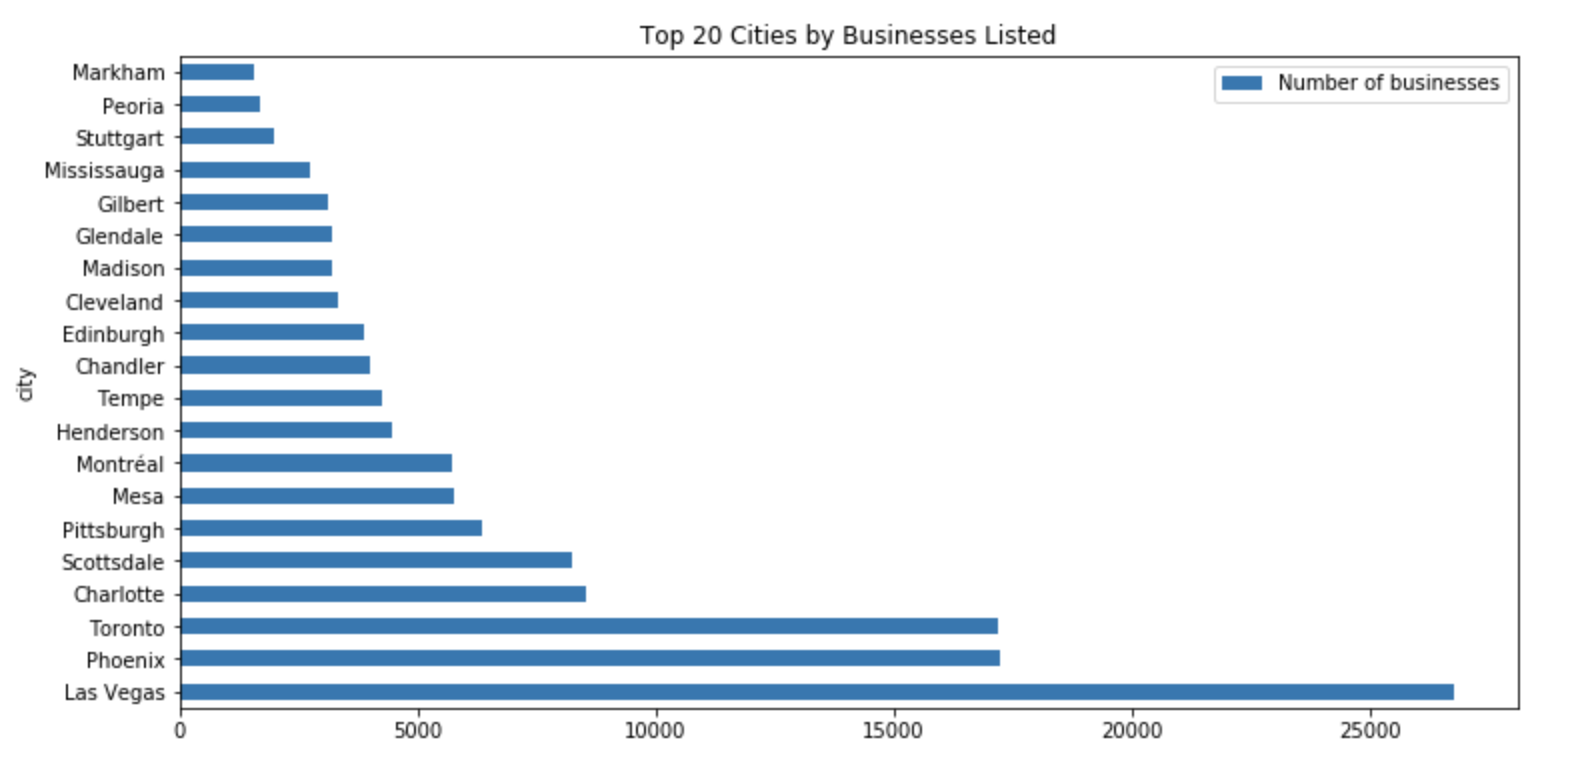 Top 20 Cities by Businesses Listed
Number of businesses
city
Markham
Peoria
Stuttgart
Mississauga
Gilbert
Glendale
Madison
Cleveland
Edinburgh
Chandler
Tempe
Henderson
Montréal
Mesa
Pittsburgh
Scottsdale
Charlotte
Toronto
Phoenix
Las Vegas
0 5000 10000 15000 20000 25000